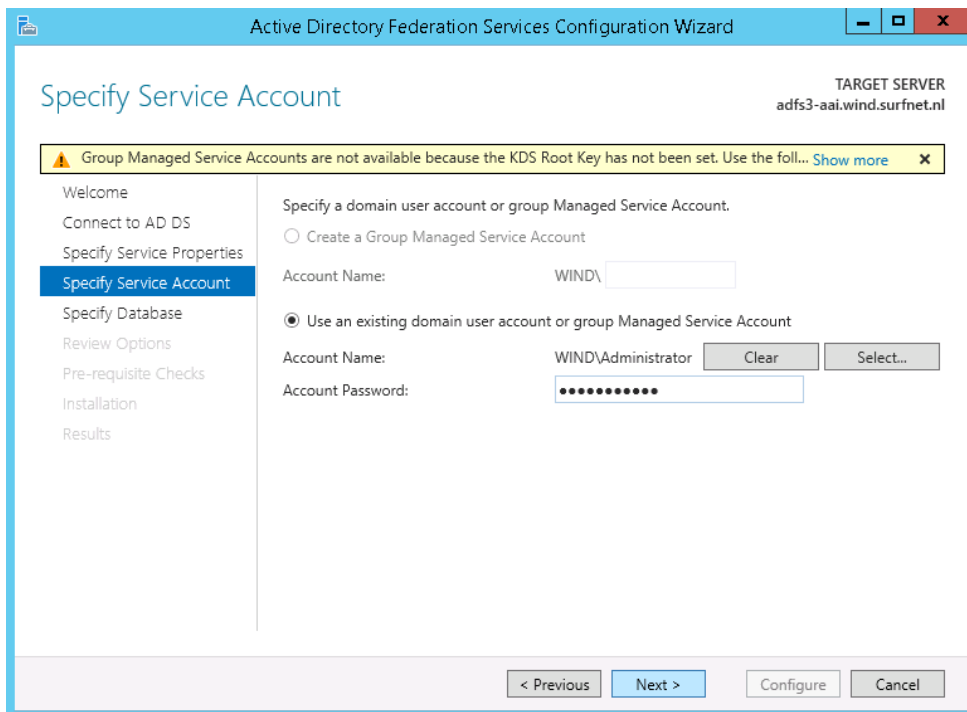 Active Directory Federation Services Configuration Wizard
Specify Service Account
TARGET SERVER
adfs3-aai.wind.surfnet.nl
Group Managed Service Accounts are not available because the KDS Root Key has not been set. Use the foll... Show more
Welcome
Connect to AD DS
Specify Service Properties
Specify Service Account
Specify Database
Review Options
Pre-requisite Checks
Installation
Results
Specify a domain user account or group Managed Service Account.
Create a Group Managed Service Account
Account Name: WIND\
Use an existing domain user account or group Managed Service Account
Account Name: WIND\Administrator Clear Select...
Account Password: •••••••••••
< Previous Next > Configure Cancel